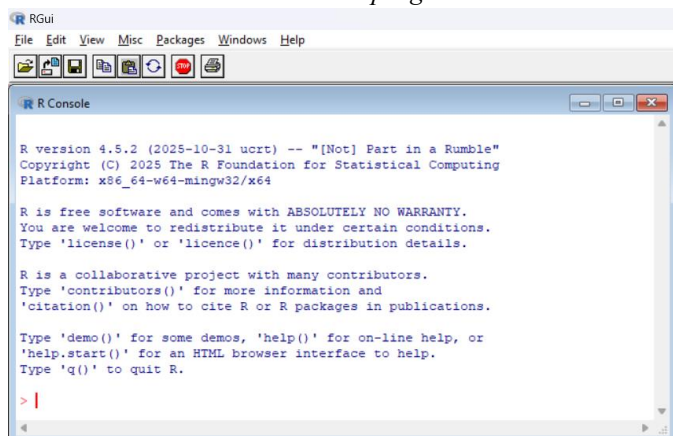 RGui
File Edit View Misc Packages Windows Help
STOP
R Console
R version 4.5.2 (2025-10-31 ucrt) -- "[Not] Part in a Rumble"
Copyright (C) 2025 The R Foundation for Statistical Computing
Platform: x86_64-w64-mingw32/x64
R is free software and comes with ABSOLUTELY NO WARRANTY.
You are welcome to redistribute it under certain conditions.
Type 'license()' or 'licence()' for distribution details.
R is a collaborative project with many contributors.
Type 'contributors()' for more information and
'citation()' on how to cite R or R packages in publications.
Type 'demo()' for some demos, 'help()' for on-line help, or
'help.start()' for an HTML browser interface to help.
Type 'q()' to quit R.
>